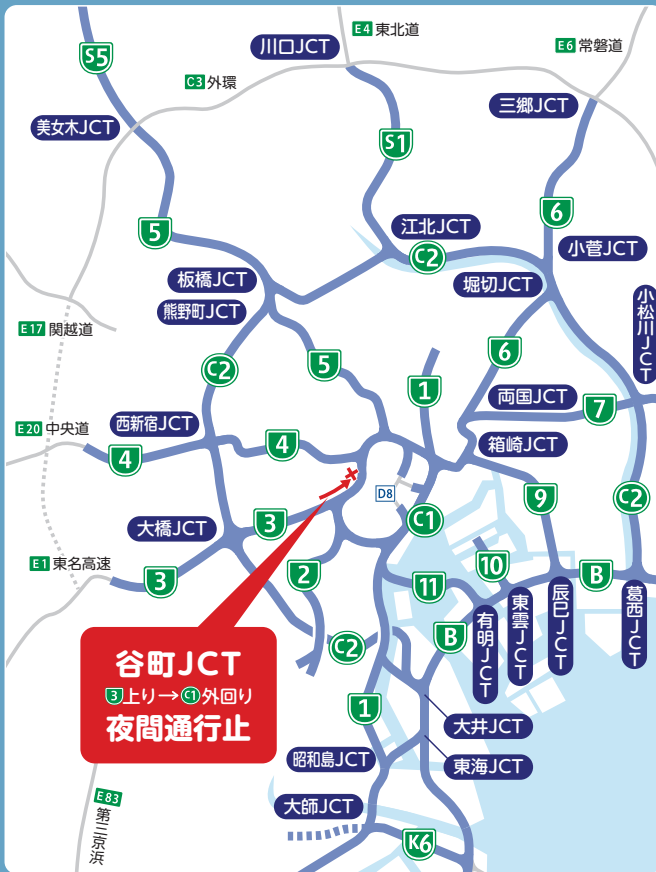 E4 東北道
川口JCT
E6 常磐道
S5
C3 外環
三郷JCT
美女木JCT
S1
6
5
江北JCT
小菅JCT
C2
板橋JCT
堀切JCT
熊野町JCT
小松川JCT
E17 関越道
5
6
C2
1
両国JCT
7
E20 中央道
西新宿JCT
4
4
箱崎JCT
D8
9
C2
大橋JCT
3
C1
E1 東名高速
3
2
11
10
B
有明JCT
東雲JCT
辰巳JCT
葛西JCT
C2
B
谷町JCT
3上り→C1外回り
夜間通行止
1
大井JCT
昭和島JCT
東海JCT
E83 第三京浜
大師JCT
K6